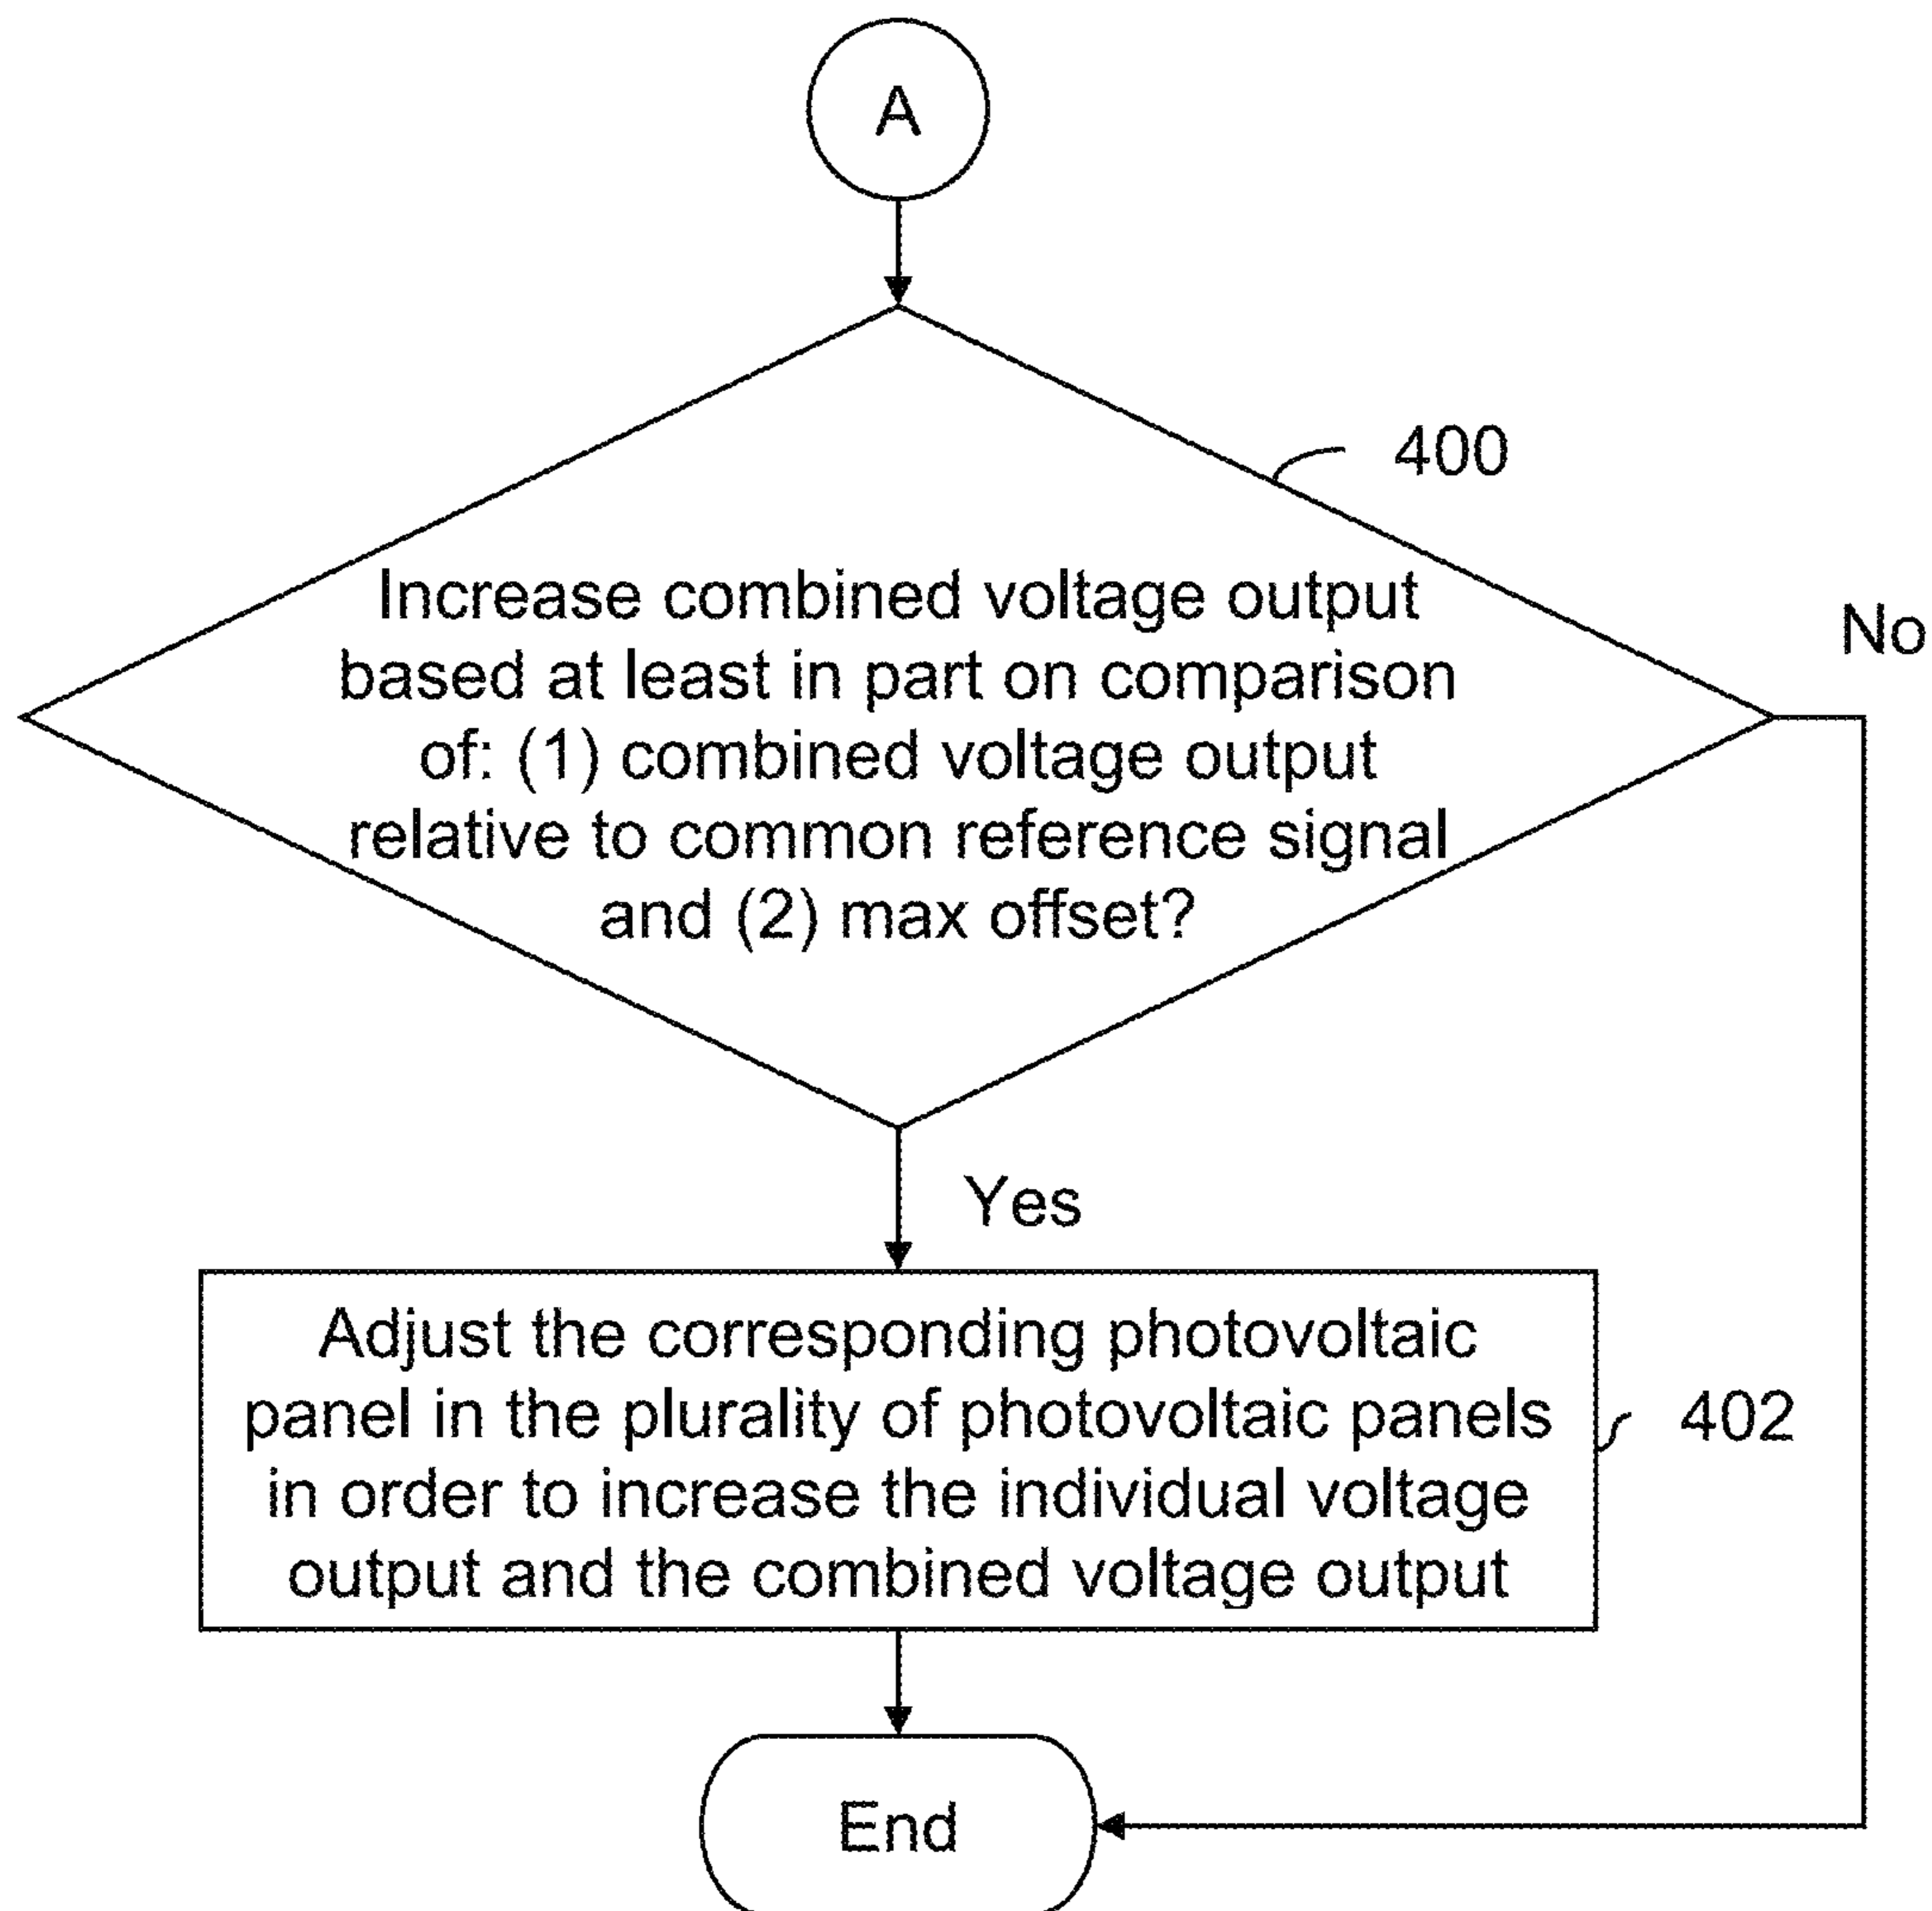 A
400
Increase combined voltage output
based at least in part on comparison
of: (1) combined voltage output
relative to common reference signal
and (2) max offset?
No
Yes
Adjust the corresponding photovoltaic
panel in the plurality of photovoltaic panels
in order to increase the individual voltage
output and the combined voltage output
402
End